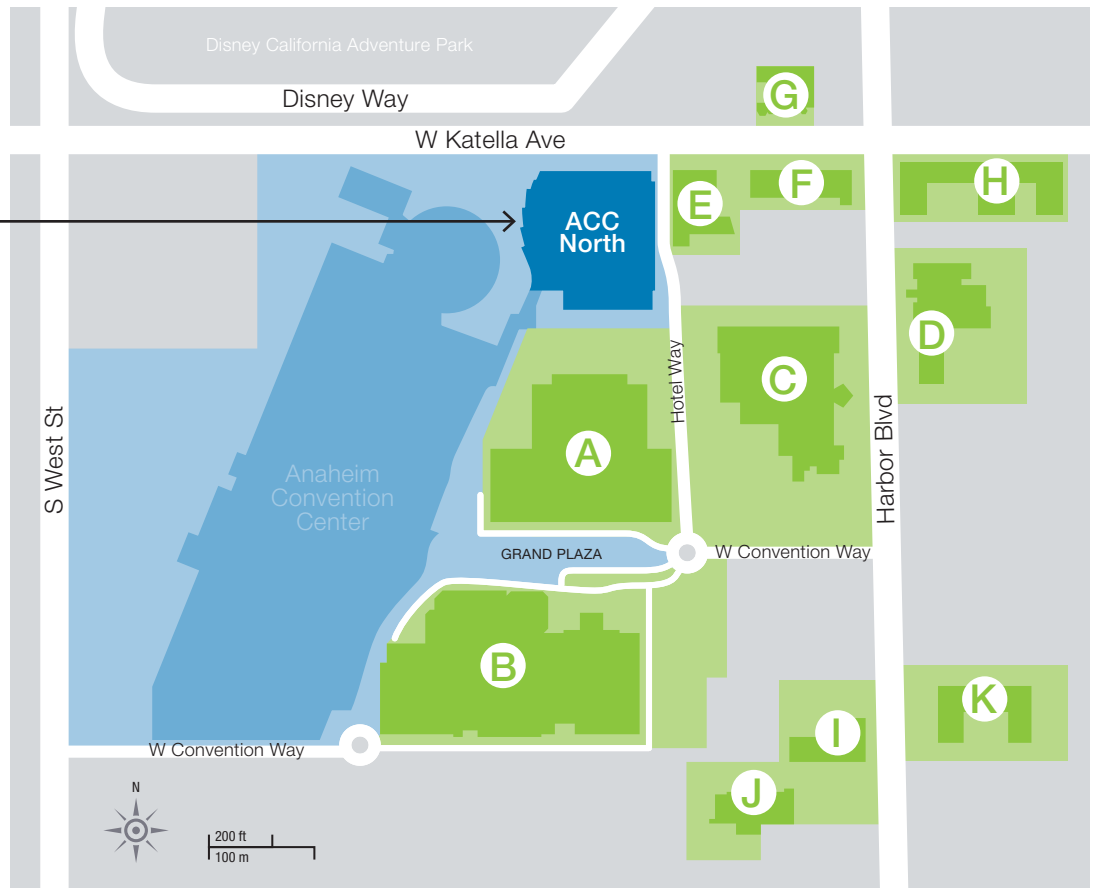 Disney California Adventure Park
Disney Way
G
W Katella Ave
E
F
H
ACC
North
D
Hotel Way
C
S West St
Harbor Blvd
A
Anaheim
Convention
Center
GRAND PLAZA
W Convention Way
B
K
I
W Convention Way
J
N
200 ft
100 m